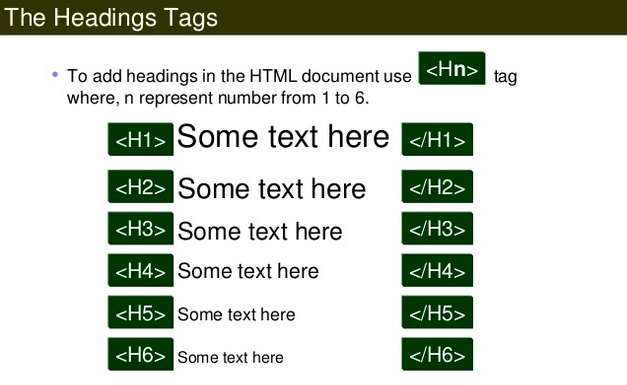 The Headings Tags
• To add headings in the HTML document use <Hn> tag
where, n represent number from 1 to 6.
<H1> Some text here </H1>
<H2> Some text here </H2>
<H3> Some text here </H3>
<H4> Some text here </H4>
<H5> Some text here </H5>
<H6> Some text here </H6>